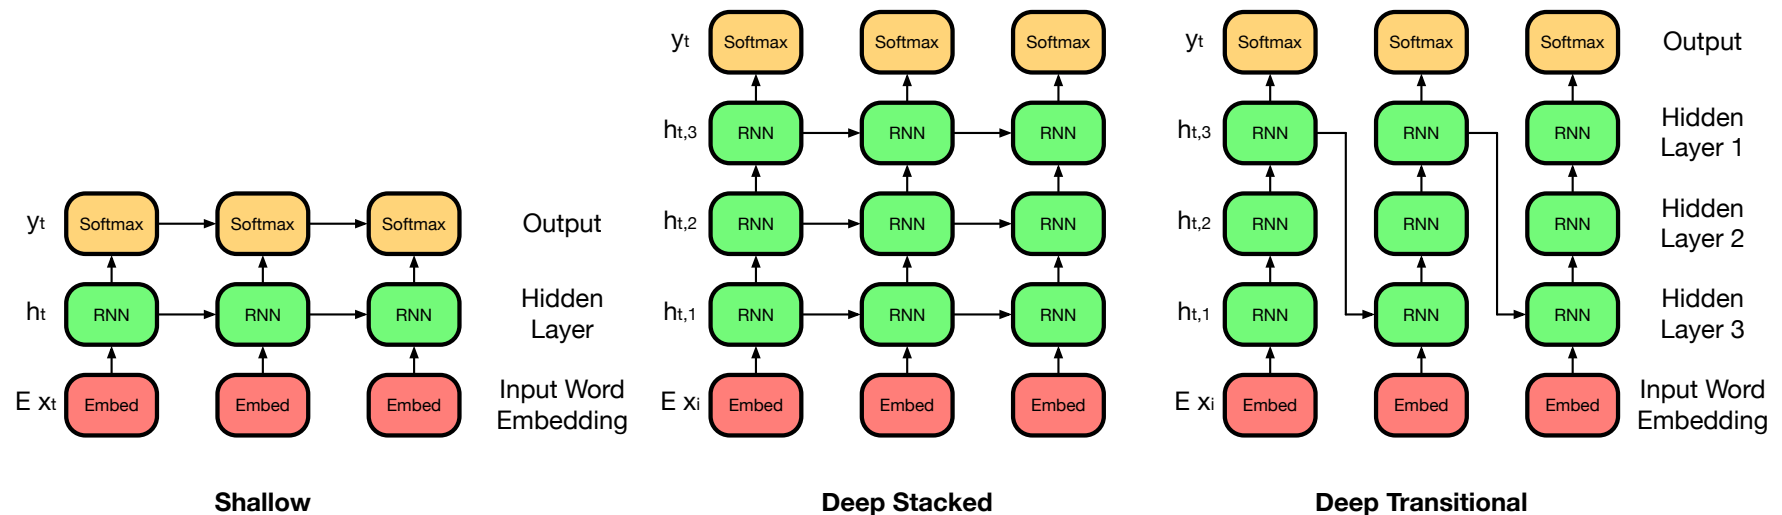 yt Softmax Softmax Softmax Output
ht RNN RNN RNN Hidden Layer
E xt Embed Embed Embed Input Word Embedding
Shallow
yt Softmax Softmax Softmax
ht,3 RNN RNN RNN
ht,2 RNN RNN RNN
ht,1 RNN RNN RNN
E xi Embed Embed Embed
Deep Stacked
yt Softmax Softmax Softmax Output
ht,3 RNN RNN RNN Hidden Layer 1
ht,2 RNN RNN RNN Hidden Layer 2
ht,1 RNN RNN RNN Hidden Layer 3
E xi Embed Embed Embed Input Word Embedding
Deep Transitional